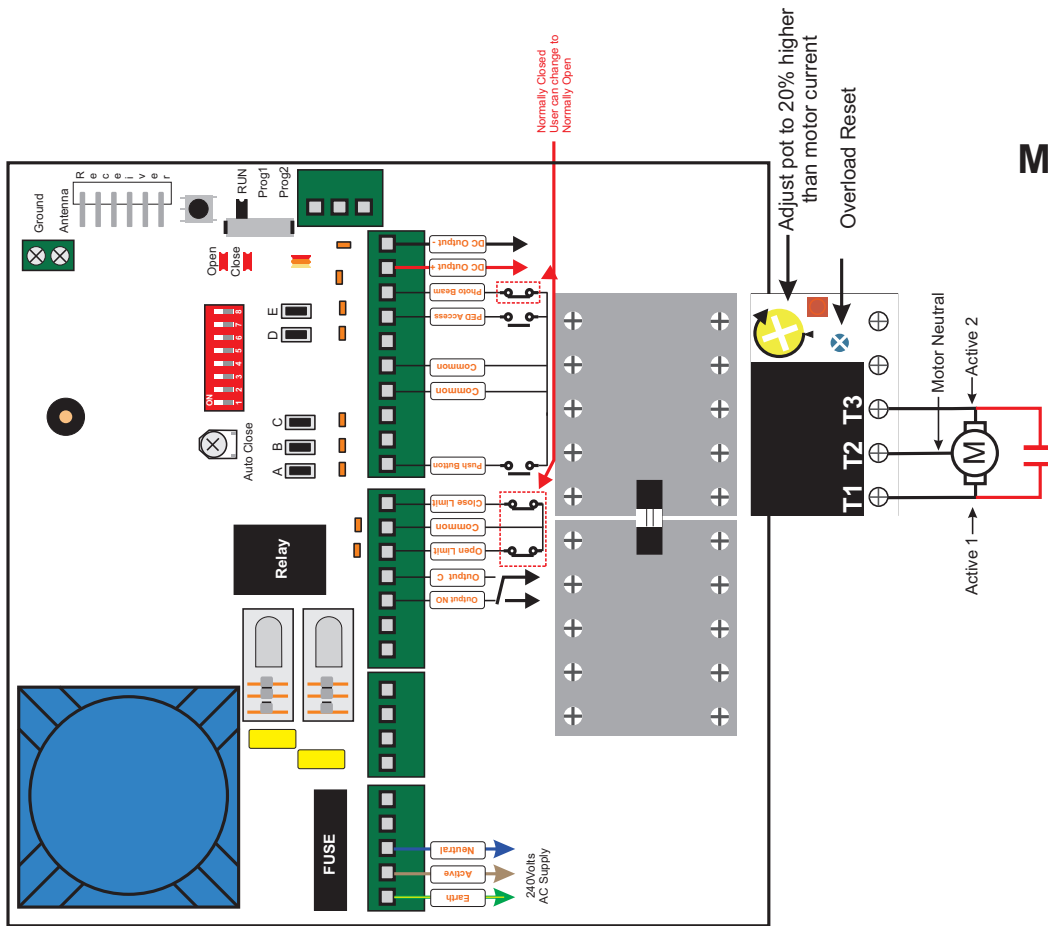 Ground
Antenna
Receiver
RUN
Prog1
Prog2
Open
Close
ON
1 2 3 4 5 6 7 8
Auto Close
A
B
C
D
E
Relay
FUSE
DC Output -
DC Output +
Photo Beam
PED Access
Common
Common
Push Button
Close Limit
Common
Open Limit
Output C
Output NO
Neutral
Active
Earth
240Volts
AC Supply
Normally Closed
User can change to
Normally Open
Adjust pot to 20% higher
than motor current
Overload Reset
T1 T2 T3
Motor Neutral
Active 2
Active 1
M
M